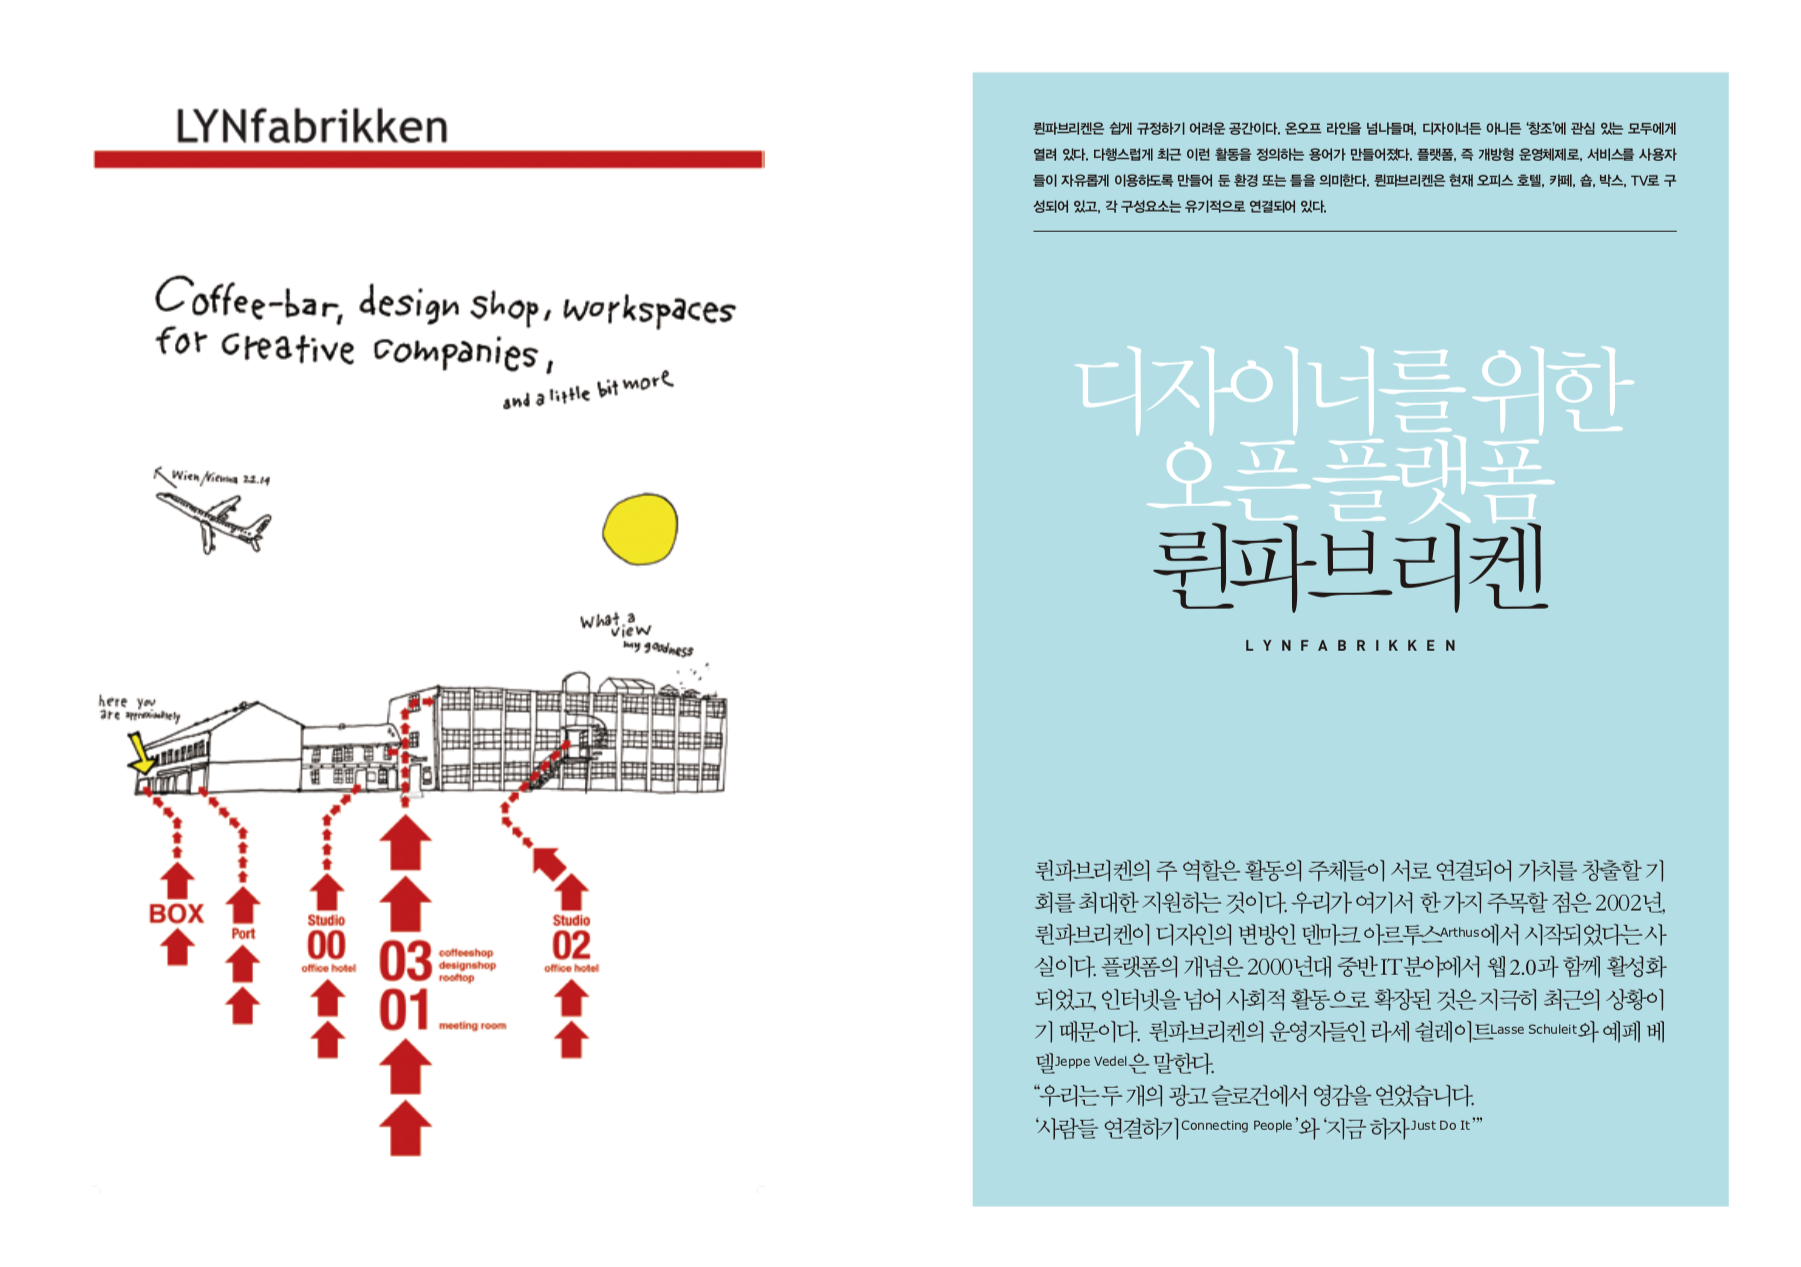 LYNfabrikken
Coffee-bar, design shop, workspaces
for creative companies,
and a little bit more
Wien/Vienna 22.14
What a
view
my goodness
here you
are approximately
BOX
Port
Studio
00
office hotel
03
coffeeshop
designshop
rooftop
01
meeting room
Studio
02
office hotel
륀파브리켄은 쉽게 규정하기 어려운 공간이다. 온오프 라인을 넘나들며, 디자이너든 아니든 ‘창조’에 관심 있는 모두에게
열려 있다. 다행스럽게 최근 이런 활동을 정의하는 용어가 만들어졌다. 플랫폼, 즉 개방형 운영체제로, 서비스를 사용자
들이 자유롭게 이용하도록 만들어 둔 환경 또는 틀을 의미한다. 륀파브리켄은 현재 오피스 호텔, 카페, 숍, 박스, TV로 구
성되어 있고, 각 구성요소는 유기적으로 연결되어 있다.
디자이너를 위한
오픈 플랫폼
륀파브리켄
LYNFABRIKKEN
륀파브리켄의 주 역할은 활동의 주체들이 서로 연결되어 가치를 창출할 기
회를 최대한 지원하는 것이다. 우리가 여기서 한 가지 주목할 점은 2002년,
륀파브리켄이 디자인의 변방인 덴마크 아르투스Arthus에서 시작되었다는 사
실이다. 플랫폼의 개념은 2000년대 중반 IT 분야에서 웹 2.0과 함께 활성화
되었고, 인터넷을 넘어 사회적 활동으로 확장된 것은 지극히 최근의 상황이
기 때문이다. 륀파브리켄의 운영자들인 라세 쉴레이트Lasse Schuleit와 예페 베
델Jeppe Vedel은 말한다.
“우리는 두 개의 광고 슬로건에서 영감을 얻었습니다.
‘사람들 연결하기Connecting People’와 ‘지금 하자Just Do It’”